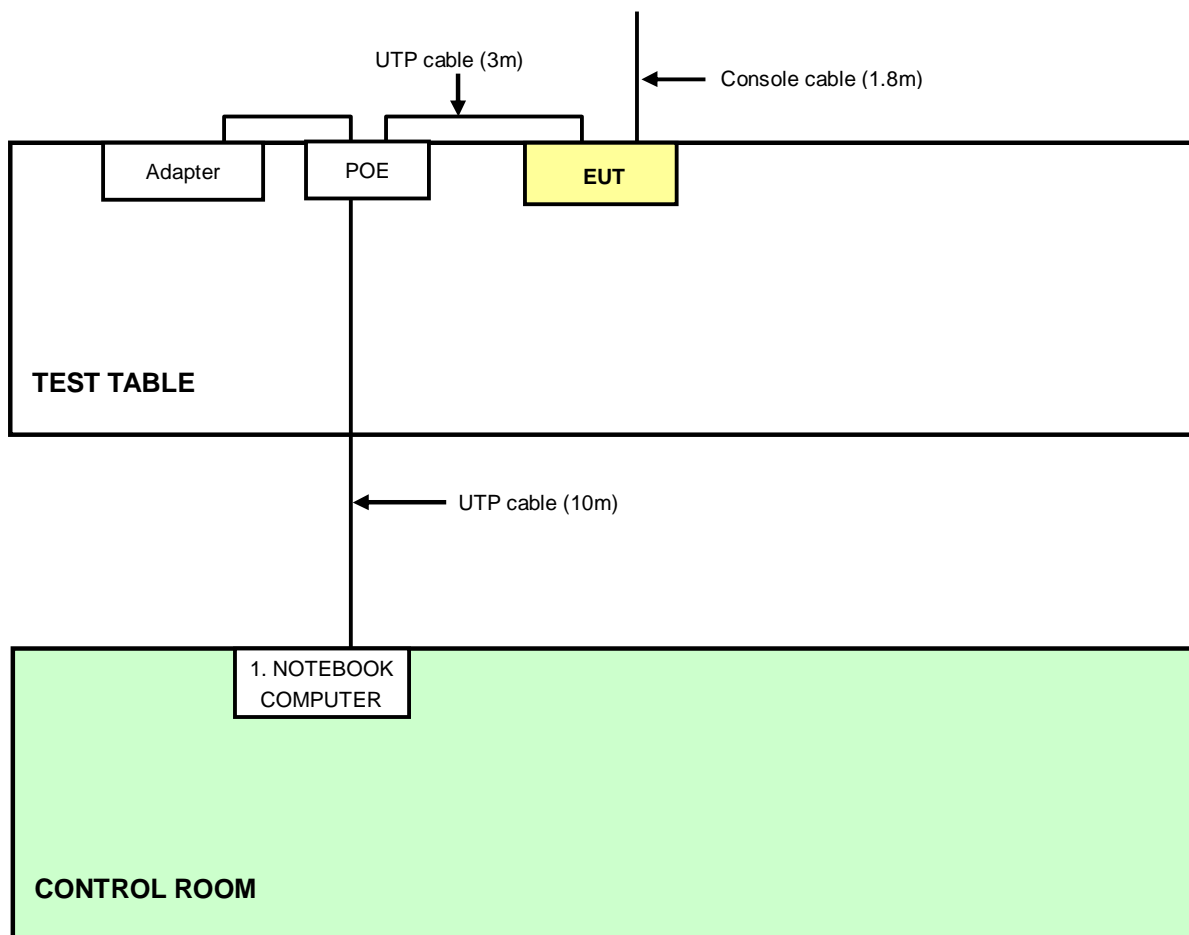 UTP cable (3m)
Console cable (1.8m)
Adapter
POE
EUT
TEST TABLE
UTP cable (10m)
1. NOTEBOOK
COMPUTER
CONTROL ROOM